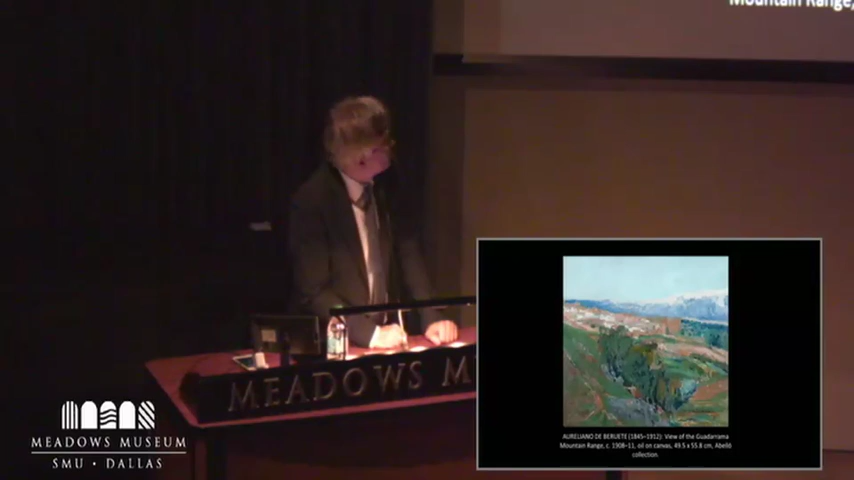 Mountain Range,
MEADOWS M
AURELIANO DE BERUETE (1845–1912): View of the Guadarrama
Mountain Range, c. 1908–11, oil on canvas, 49.5 x 55.8 cm, Abelló
collection.
MEADOWS MUSEUM
SMU • DALLAS